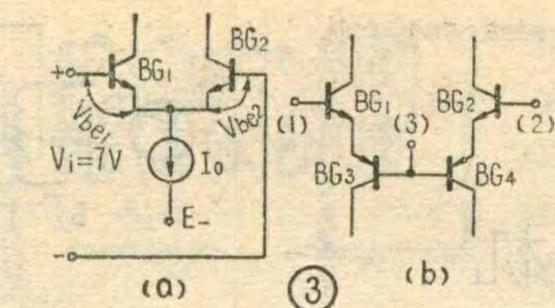 BG₁
BG₂
+
Vbe1
Vbe2
Vi=7V
I₀
E-
-
(a)
BG₁
BG₂
(1)
(3)
(2)
BG3
BG4
(b)
③